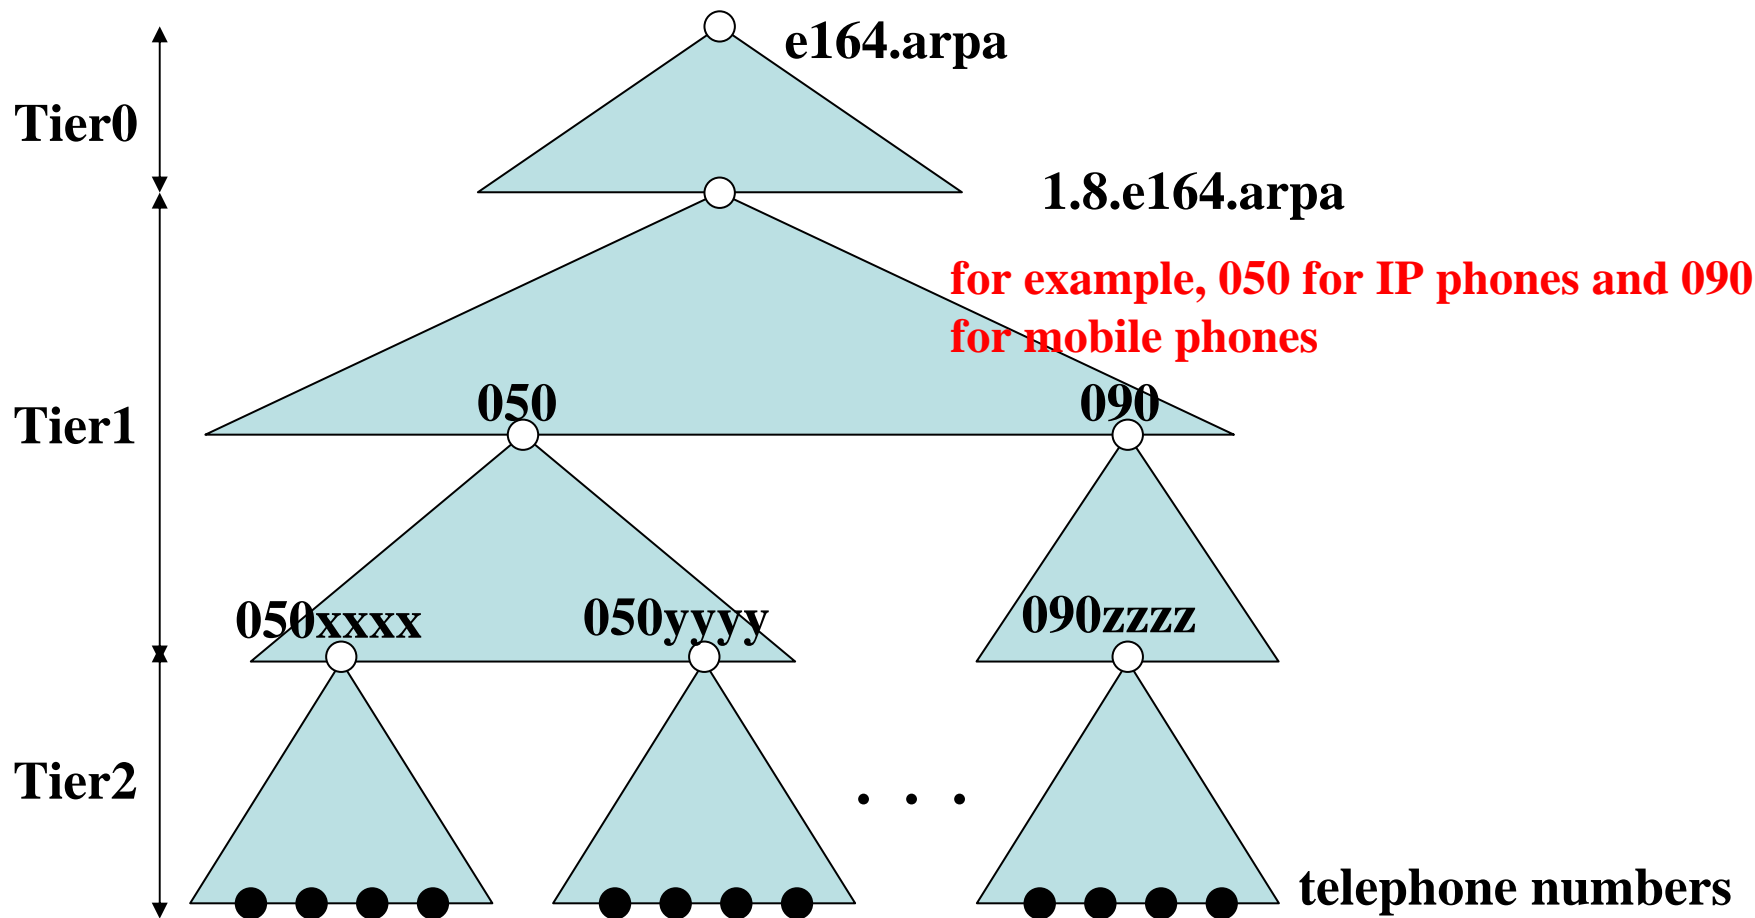 e164.arpa
Tier0
1.8.e164.arpa
for example, 050 for IP phones and 090
for mobile phones
050
090
Tier1
050xxxx
050yyyy
090zzzz
Tier2
. . .
telephone numbers